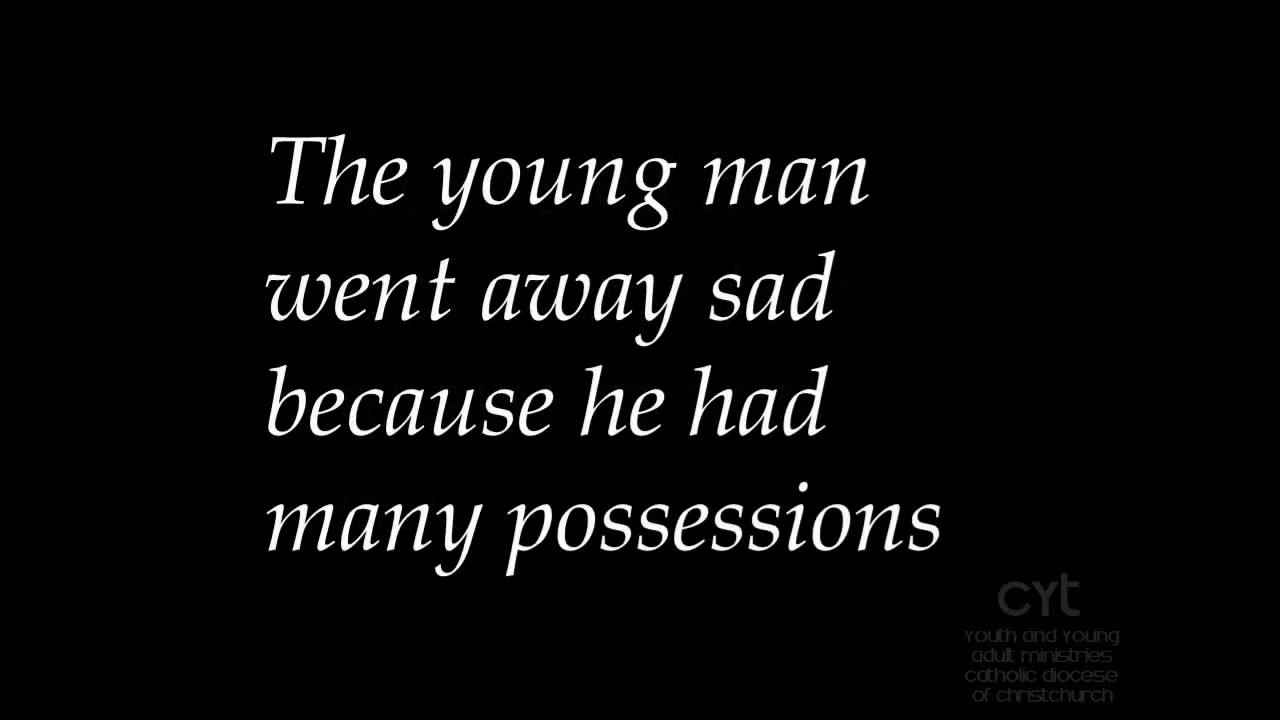 The young man
went away sad
because he had
many possessions
cyt
youth and young
adult ministries
catholic diocese
of christchurch